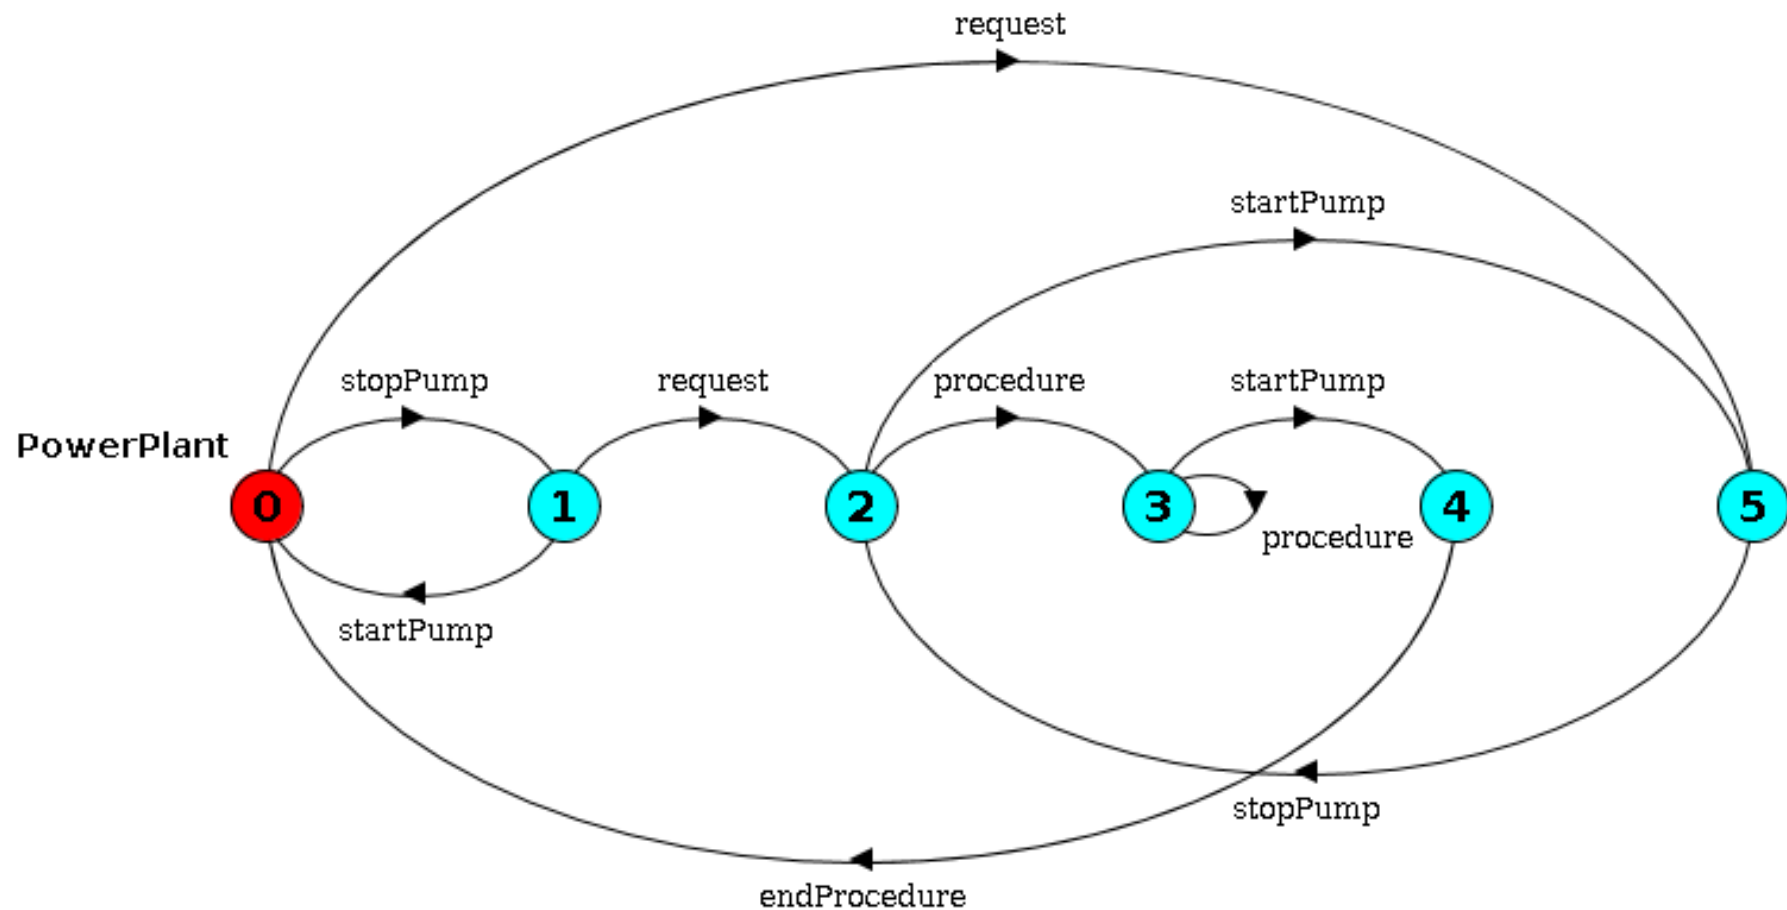 request
startPump
stopPump request procedure startPump
PowerPlant
0 1 2 3 4 5
procedure
startPump
stopPump
endProcedure